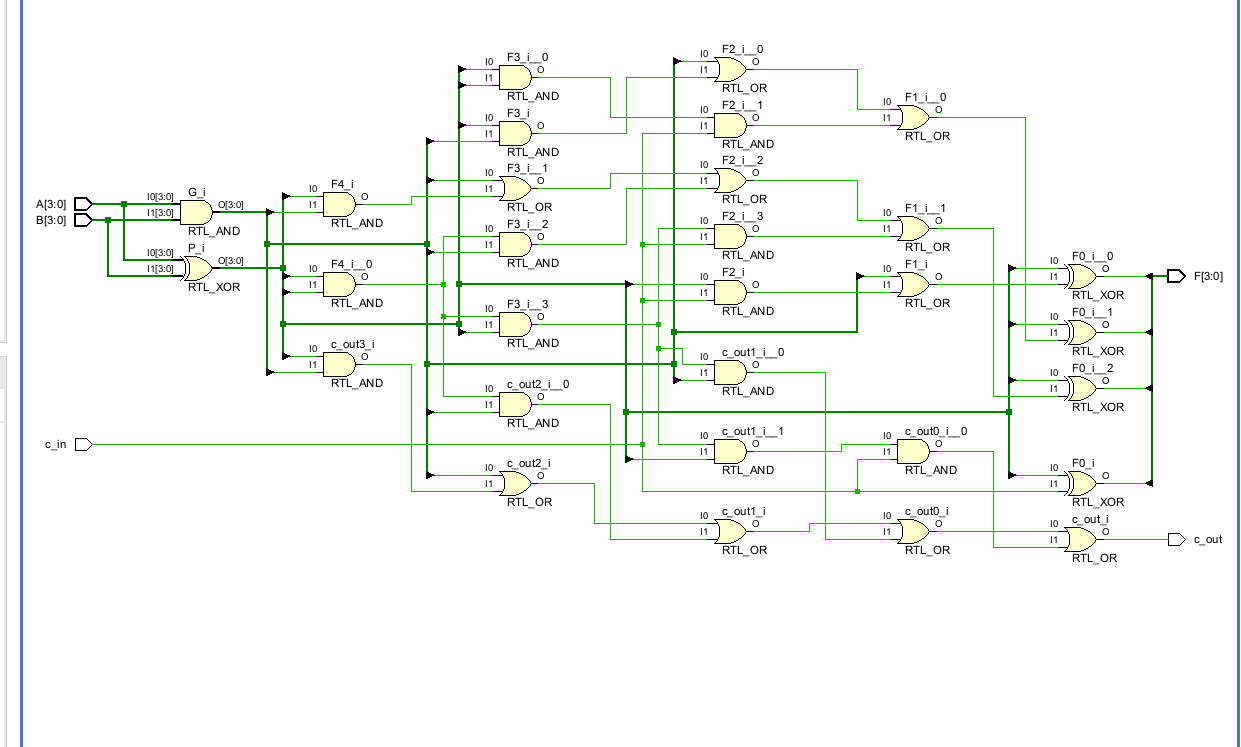 F3_i__0
I0
I1
O
RTL_AND
F3_i
I0
I1
O
RTL_AND
F3_i__1
I0
I1
O
RTL_OR
F3_i__2
I0
I1
O
RTL_AND
F3_i__3
I0
I1
O
RTL_AND
c_out2_i__0
I0
I1
O
RTL_AND
c_out2_i
I0
I1
O
RTL_OR
A[3:0]
B[3:0]
c_in
G_i
I0[3:0]
I1[3:0]
O[3:0]
RTL_AND
P_i
I0[3:0]
I1[3:0]
O[3:0]
RTL_XOR
F4_i
I0
I1
O
RTL_AND
F4_i__0
I0
I1
O
RTL_AND
c_out3_i
I0
I1
O
RTL_AND
F2_i__0
I0
I1
O
RTL_OR
F2_i__1
I0
I1
O
RTL_AND
F2_i__2
I0
I1
O
RTL_OR
F2_i__3
I0
I1
O
RTL_AND
F2_i
I0
I1
O
RTL_AND
c_out1_i__0
I0
I1
O
RTL_AND
c_out1_i__1
I0
I1
O
RTL_AND
c_out1_i
I0
I1
O
RTL_OR
F1_i__0
I0
I1
O
RTL_OR
F1_i__1
I0
I1
O
RTL_OR
F1_i
I0
I1
O
RTL_OR
c_out0_i__0
I0
I1
O
RTL_AND
c_out0_i
I0
I1
O
RTL_OR
F0_i__0
I0
I1
O
RTL_XOR
F0_i__1
I0
I1
O
RTL_XOR
F0_i__2
I0
I1
O
RTL_XOR
F0_i
I0
I1
O
RTL_XOR
c_out_i
I0
I1
O
RTL_OR
F[3:0]
c_out